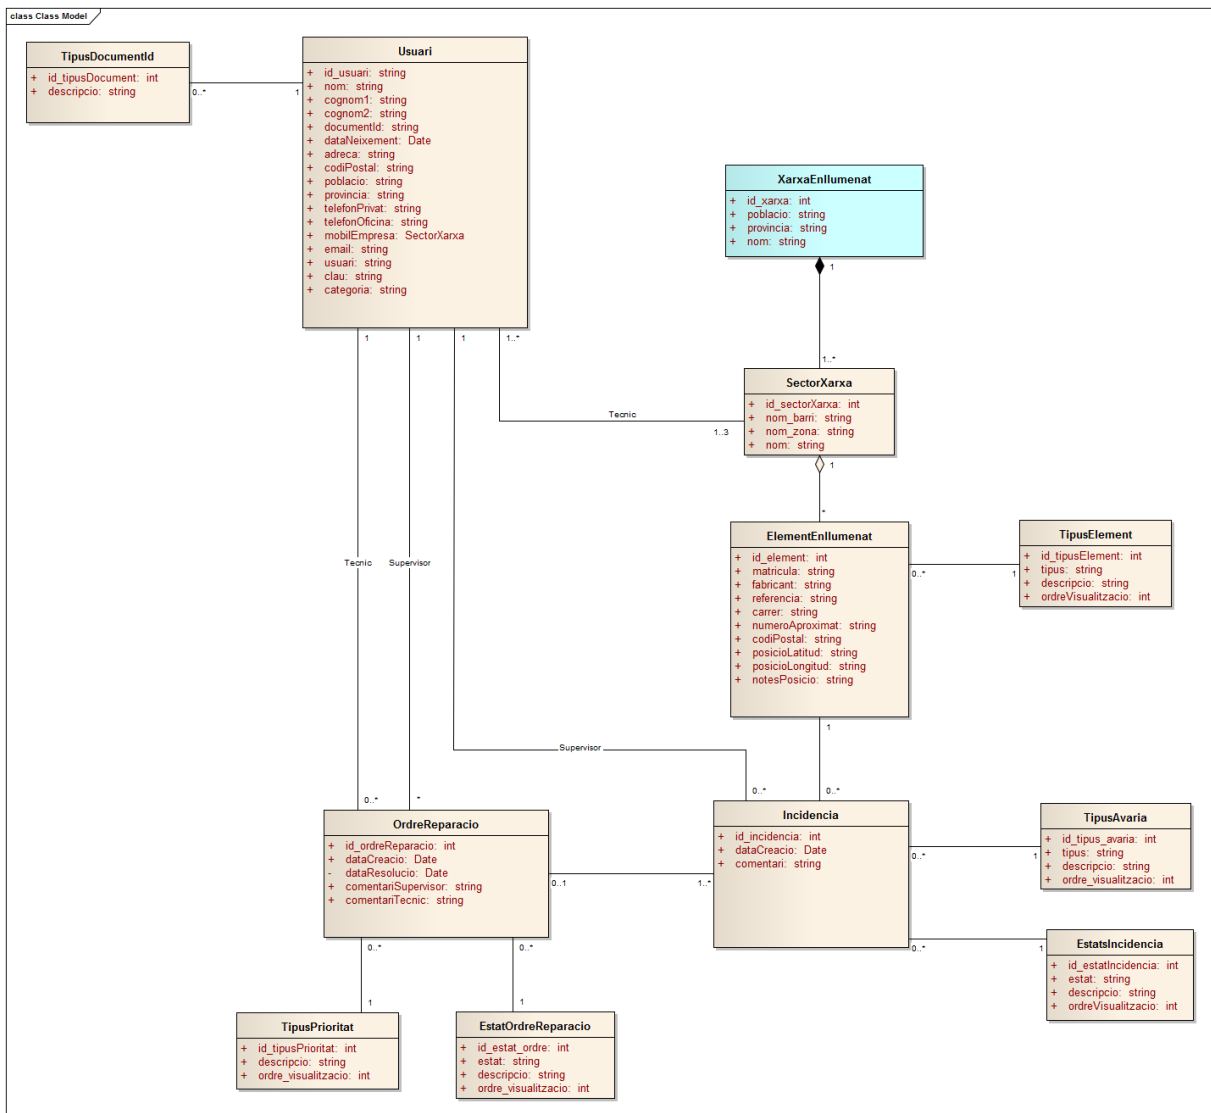 class Class Model
TipusDocumentId
+ id_tipusDocument: int
+ descripcio: string
0..*
1
Usuari
+ id_usuari: string
+ nom: string
+ cognom1: string
+ cognom2: string
+ documentId: string
+ dataNeixement: Date
+ adreca: string
+ codiPostal: string
+ poblacio: string
+ provincia: string
+ telefonPrivat: string
+ telefonOficina: string
+ mobilEmpresa: SectorXarxa
+ email: string
+ usuari: string
+ clau: string
+ categoria: string
1
1
1
1..*
XarxaEnllumenat
+ id_xarxa: int
+ poblacio: string
+ provincia: string
+ nom: string
1
1..*
SectorXarxa
+ id_sectorXarxa: int
+ nom_barri: string
+ nom_zona: string
+ nom: string
Tecnic
1..3
1
*
ElementEnllumenat
+ id_element: int
+ matricula: string
+ fabricant: string
+ referencia: string
+ carrer: string
+ numeroAproximat: string
+ codiPostal: string
+ posicioLatitud: string
+ posicioLongitud: string
+ notesPosicio: string
0..*
1
TipusElement
+ id_tipusElement: int
+ tipus: string
+ descripcio: string
+ ordreVisualitzacio: int
Tecnic
Supervisor
1
Supervisor
0..*
*
0..*
0..*
OrdreReparacio
+ id_ordreReparacio: int
+ dataCreacio: Date
- dataResolucio: Date
+ comentariSupervisor: string
+ comentariTecnic: string
0..1
1..*
Incidencia
+ id_incidencia: int
+ dataCreacio: Date
+ comentari: string
0..*
1
TipusAvaria
+ id_tipus_avaria: int
+ tipus: string
+ descripcio: string
+ ordre_visualitzacio: int
0..*
1
EstatsIncidencia
+ id_estatIncidencia: int
+ estat: string
+ descripcio: string
+ ordreVisualitzacio: int
0..*
0..*
1
1
TipusPrioritat
+ id_tipusPrioritat: int
+ descripcio: string
+ ordre_visualitzacio: int
EstatOrdreReparacio
+ id_estat_ordre: int
+ estat: string
+ descripcio: string
+ ordre_visualitzacio: int